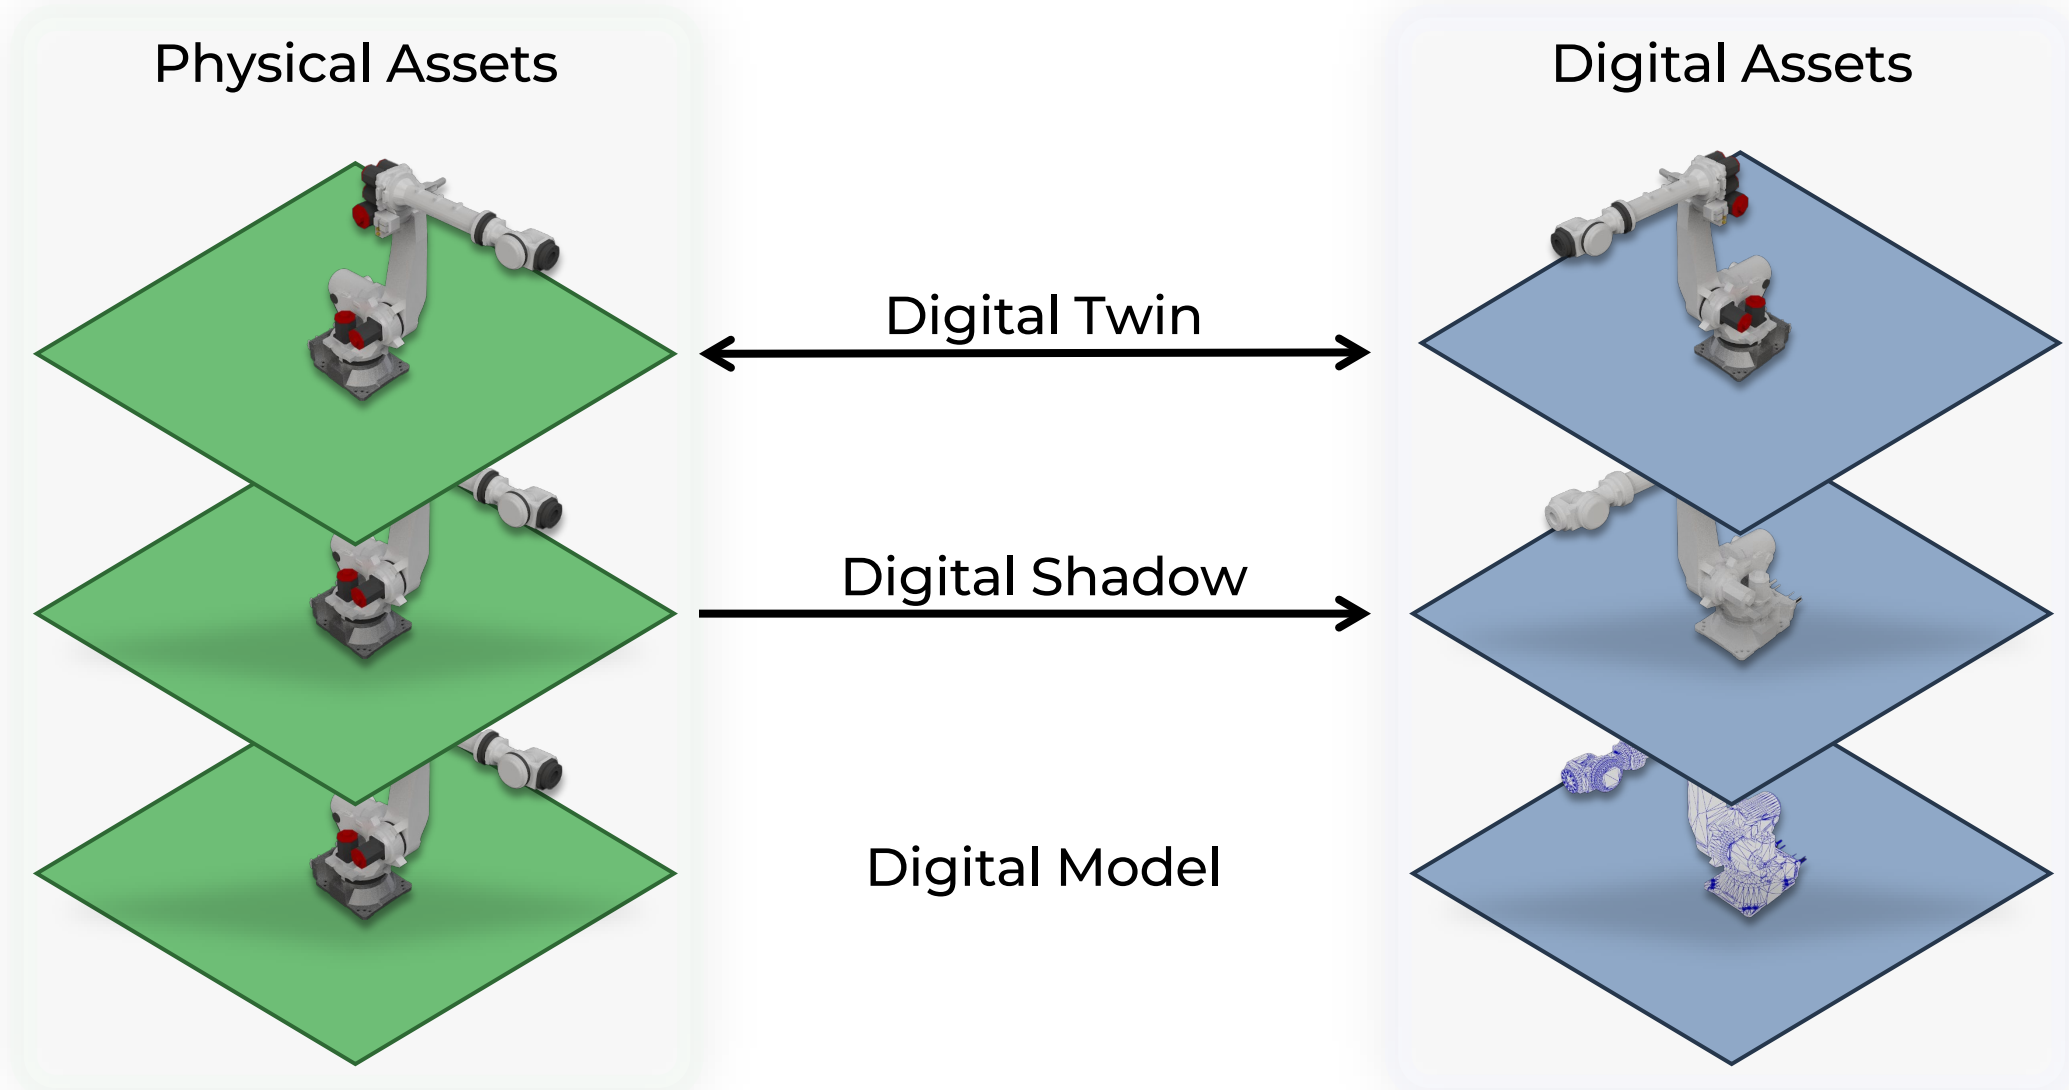 Physical Assets
Digital Assets
Digital Twin
Digital Shadow
Digital Model